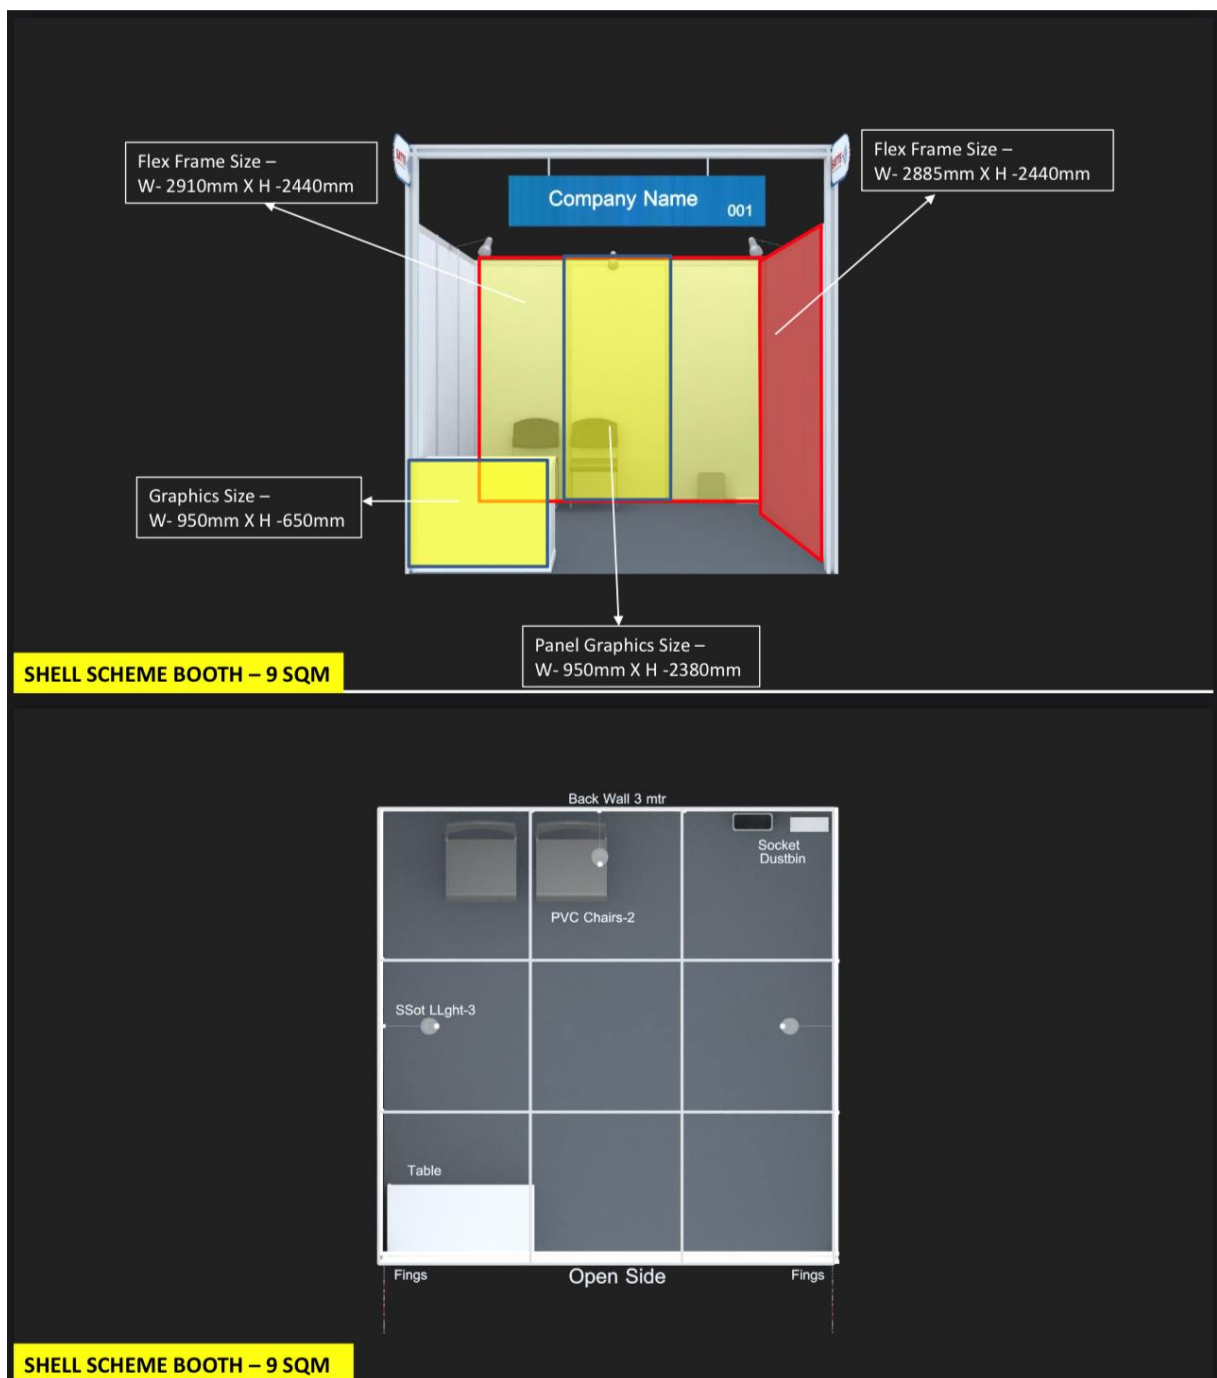 Flex Frame Size –
W- 2910mm X H -2440mm
Flex Frame Size –
W- 2885mm X H -2440mm
Company Name
001
Graphics Size –
W- 950mm X H -650mm
Panel Graphics Size –
W- 950mm X H -2380mm
SHELL SCHEME BOOTH – 9 SQM
Back Wall 3 mtr
Socket
Dustbin
PVC Chairs-2
SSot LLght-3
Table
Fings
Open Side
Fings
SHELL SCHEME BOOTH – 9 SQM